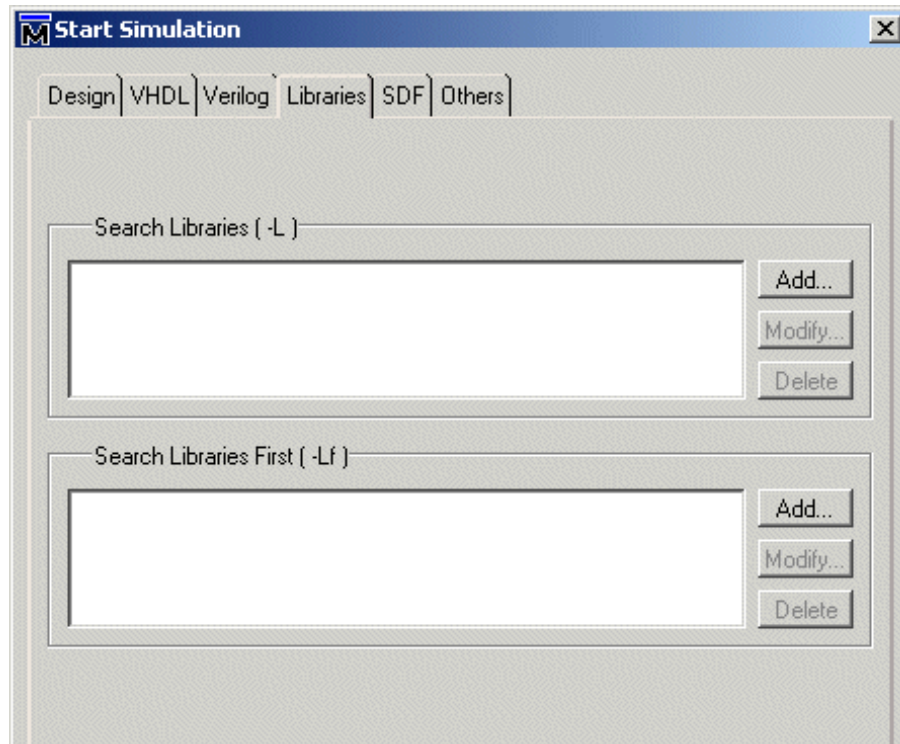 M Start Simulation
Design VHDL Verilog Libraries SDF Others
Search Libraries ( -L )
Add...
Modify...
Delete
Search Libraries First ( -Lf )
Add...
Modify...
Delete